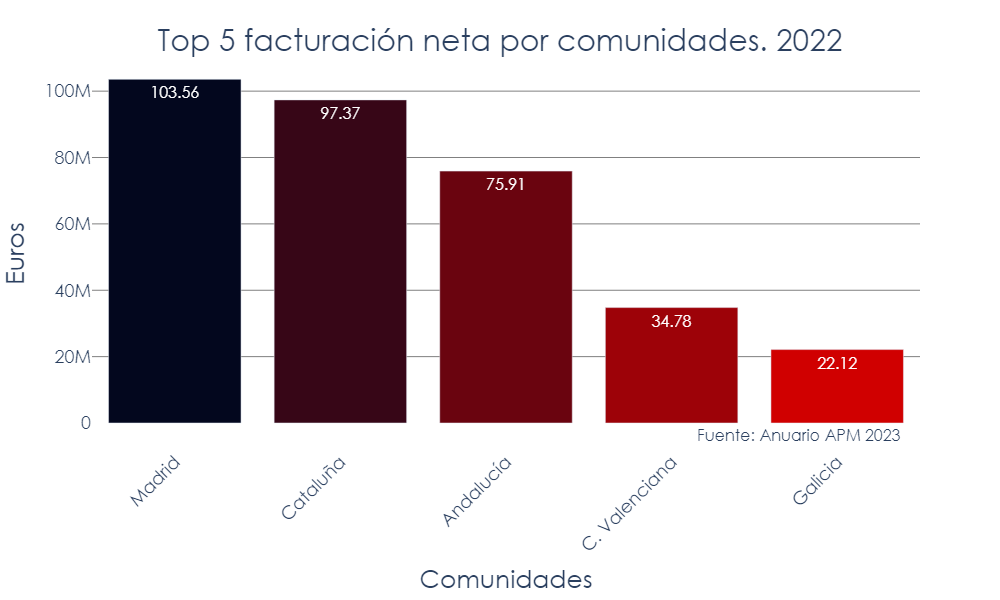 Top 5 facturación neta por comunidades. 2022
Euros
100M
80M
60M
40M
20M
0
103.56
97.37
75.91
34.78
22.12
Fuente: Anuario APM 2023
Madrid
Cataluña
Andalucía
C. Valenciana
Galicia
Comunidades